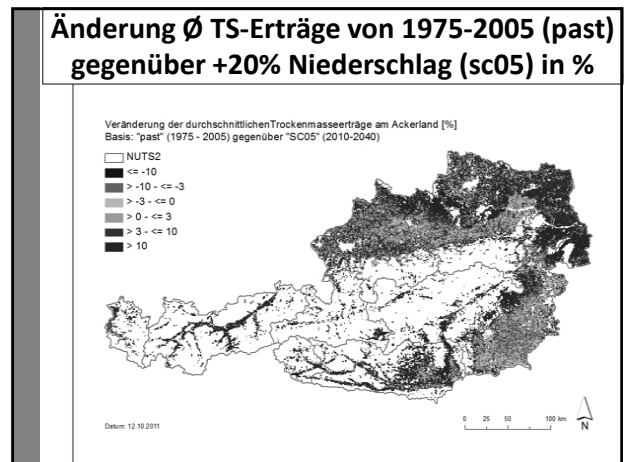 Änderung Ø TS-Erträge von 1975-2005 (past)
gegenüber +20% Niederschlag (sc05) in %
Veränderung der durchschnittlichenTrockenmasseerträge am Ackerland [%]
Basis: "past" (1975 - 2005) gegenüber "SC05" (2010-2040)
NUTS2
<= -10
> -10 - <= -3
> -3 - <= 0
> 0 - <= 3
> 3 - <= 10
> 10
Datum: 12.10.2011
0 25 50 100 km
N